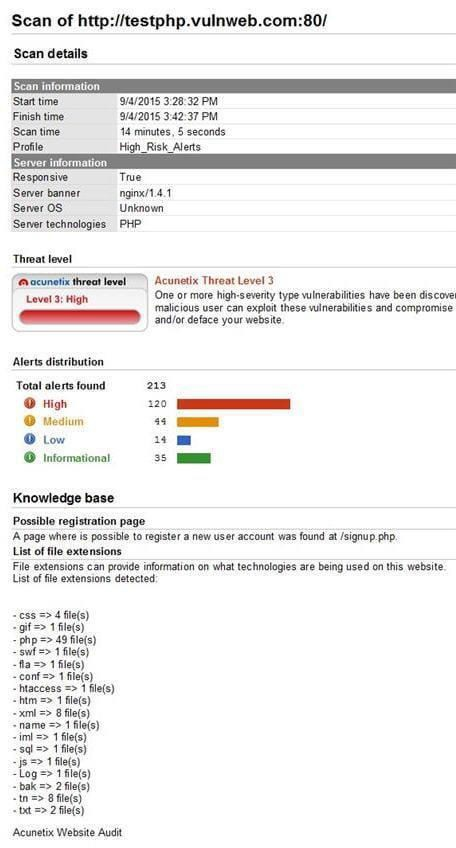 Scan of http://testphp.vulnweb.com:80/
Scan details
Scan information
Start time 9/4/2015 3:28:32 PM
Finish time 9/4/2015 3:42:37 PM
Scan time 14 minutes, 5 seconds
Profile High_Risk_Alerts
Server information
Responsive True
Server banner nginx/1.4.1
Server OS Unknown
Server technologies PHP
Threat level
acunetix threat level
Level 3: High
Acunetix Threat Level 3
One or more high-severity type vulnerabilities have been discover
malicious user can exploit these vulnerabilities and compromise
and/or deface your website.
Alerts distribution
Total alerts found 213
High 120
Medium 44
Low 14
Informational 35
Knowledge base
Possible registration page
A page where is possible to register a new user account was found at /signup.php.
List of file extensions
File extensions can provide information on what technologies are being used on this website.
List of file extensions detected:
- css => 4 file(s)
- gif => 1 file(s)
- php => 49 file(s)
- swf => 1 file(s)
- fla => 1 file(s)
- conf => 1 file(s)
- htaccess => 1 file(s)
- htm => 1 file(s)
- xml => 8 file(s)
- name => 1 file(s)
- iml => 1 file(s)
- sql => 1 file(s)
- js => 1 file(s)
- Log => 1 file(s)
- bak => 2 file(s)
- tn => 8 file(s)
- txt => 2 file(s)
Acunetix Website Audit